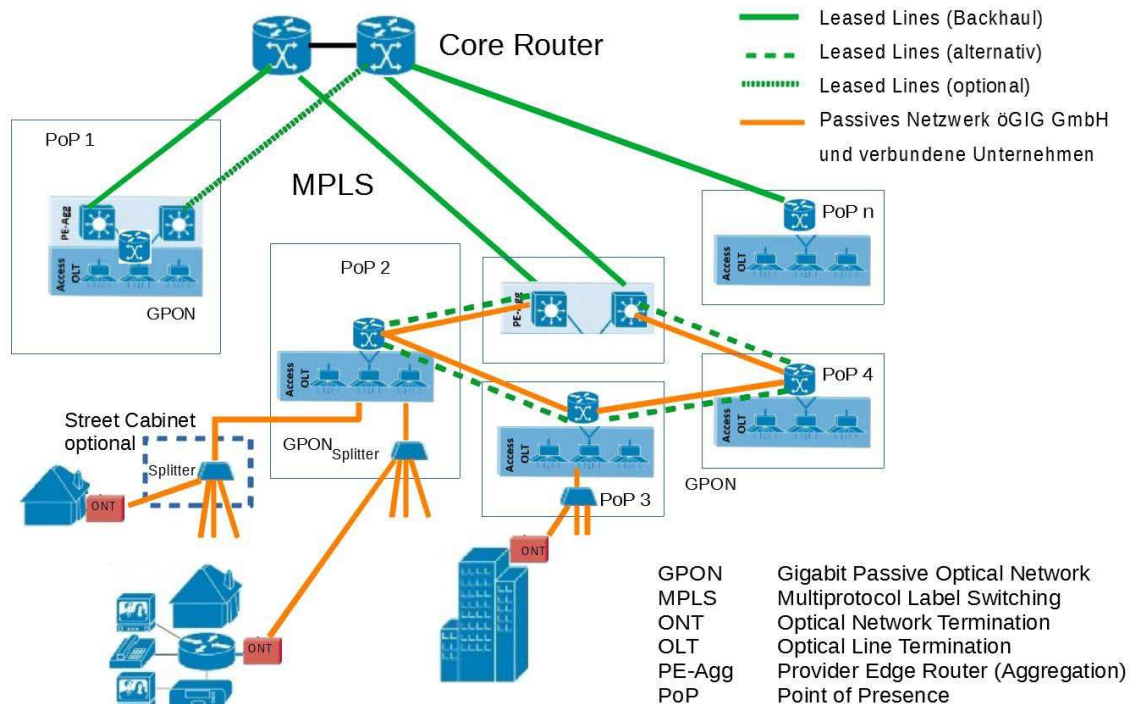 Core Router
Leased Lines (Backhaul)
Leased Lines (alternativ)
Leased Lines (optional)
Passives Netzwerk öGIG GmbH
und verbundene Unternehmen
PoP 1
MPLS
PE-Agg
Access
OLT
GPON
PoP n
Access
OLT
PoP 2
PE-Agg
Access
OLT
PoP 4
Access
OLT
Street Cabinet
optional
GPON
Splitter
Access
OLT
GPON
PoP 3
Splitter
ONT
ONT
ONT
GPON Gigabit Passive Optical Network
MPLS Multiprotocol Label Switching
ONT Optical Network Termination
OLT Optical Line Termination
PE-Agg Provider Edge Router (Aggregation)
PoP Point of Presence